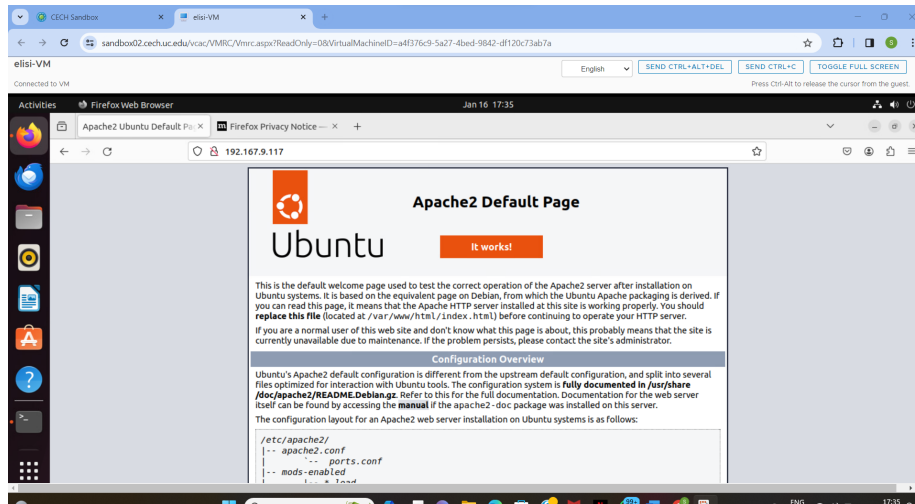 CECH Sandbox
elisi-VM
sandbox02.cech.uc.edu/vcac/VMRC/Vmrc.aspx?ReadOnly=0&VirtualMachineID=a4f376c9-5a27-4bed-9842-df120c73ab7a
elisi-VM
English
SEND CTRL+ALT+DEL
SEND CTRL+C
TOGGLE FULL SCREEN
Connected to VM
Press Ctrl-Alt to release the cursor from the guest.
Activities
Firefox Web Browser
Jan 16 17:35
Apache2 Ubuntu Default Pa
Firefox Privacy Notice —
192.167.9.117
Apache2 Default Page
Ubuntu
It works!
This is the default welcome page used to test the correct operation of the Apache2 server after installation on
Ubuntu systems. It is based on the equivalent page on Debian, from which the Ubuntu Apache packaging is derived. If
you can read this page, it means that the Apache HTTP server installed at this site is working properly. You should
replace this file (located at /var/www/html/index.html) before continuing to operate your HTTP server.
If you are a normal user of this web site and don't know what this page is about, this probably means that the site is
currently unavailable due to maintenance. If the problem persists, please contact the site's administrator.
Configuration Overview
Ubuntu's Apache2 default configuration is different from the upstream default configuration, and split into several
files optimized for interaction with Ubuntu tools. The configuration system is fully documented in /usr/share
/doc/apache2/README.Debian.gz. Refer to this for the full documentation. Documentation for the web server
itself can be found by accessing the manual if the apache2-doc package was installed on this server.
The configuration layout for an Apache2 web server installation on Ubuntu systems is as follows:
/etc/apache2/
|-- apache2.conf
|       `--  ports.conf
|-- mods-enabled
|       |-- *.load
99+
ENG
17:35